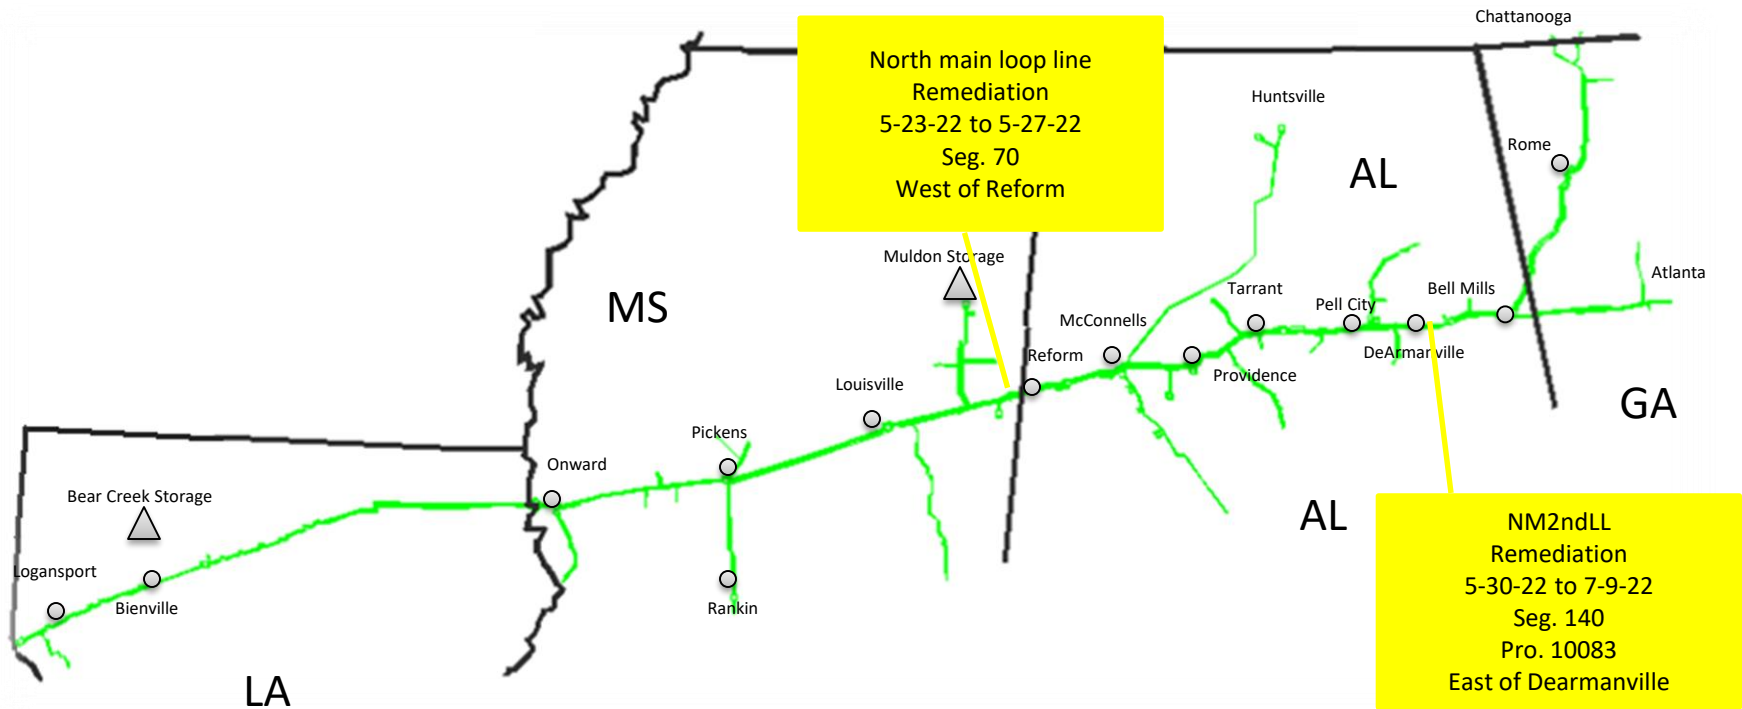 Chattanooga
North main loop line
Remediation
5-23-22 to 5-27-22
Seg. 70
West of Reform
Huntsville
Rome
AL
Muldon Storage
Atlanta
MS
Tarrant
Bell Mills
Pell City
McConnells
Reform
DeArmanville
Providence
Louisville
GA
Pickens
Onward
Bear Creek Storage
AL
Logansport
Bienville
Rankin
LA
NM2ndLL
Remediation
5-30-22 to 7-9-22
Seg. 140
Pro. 10083
East of Dearmanville